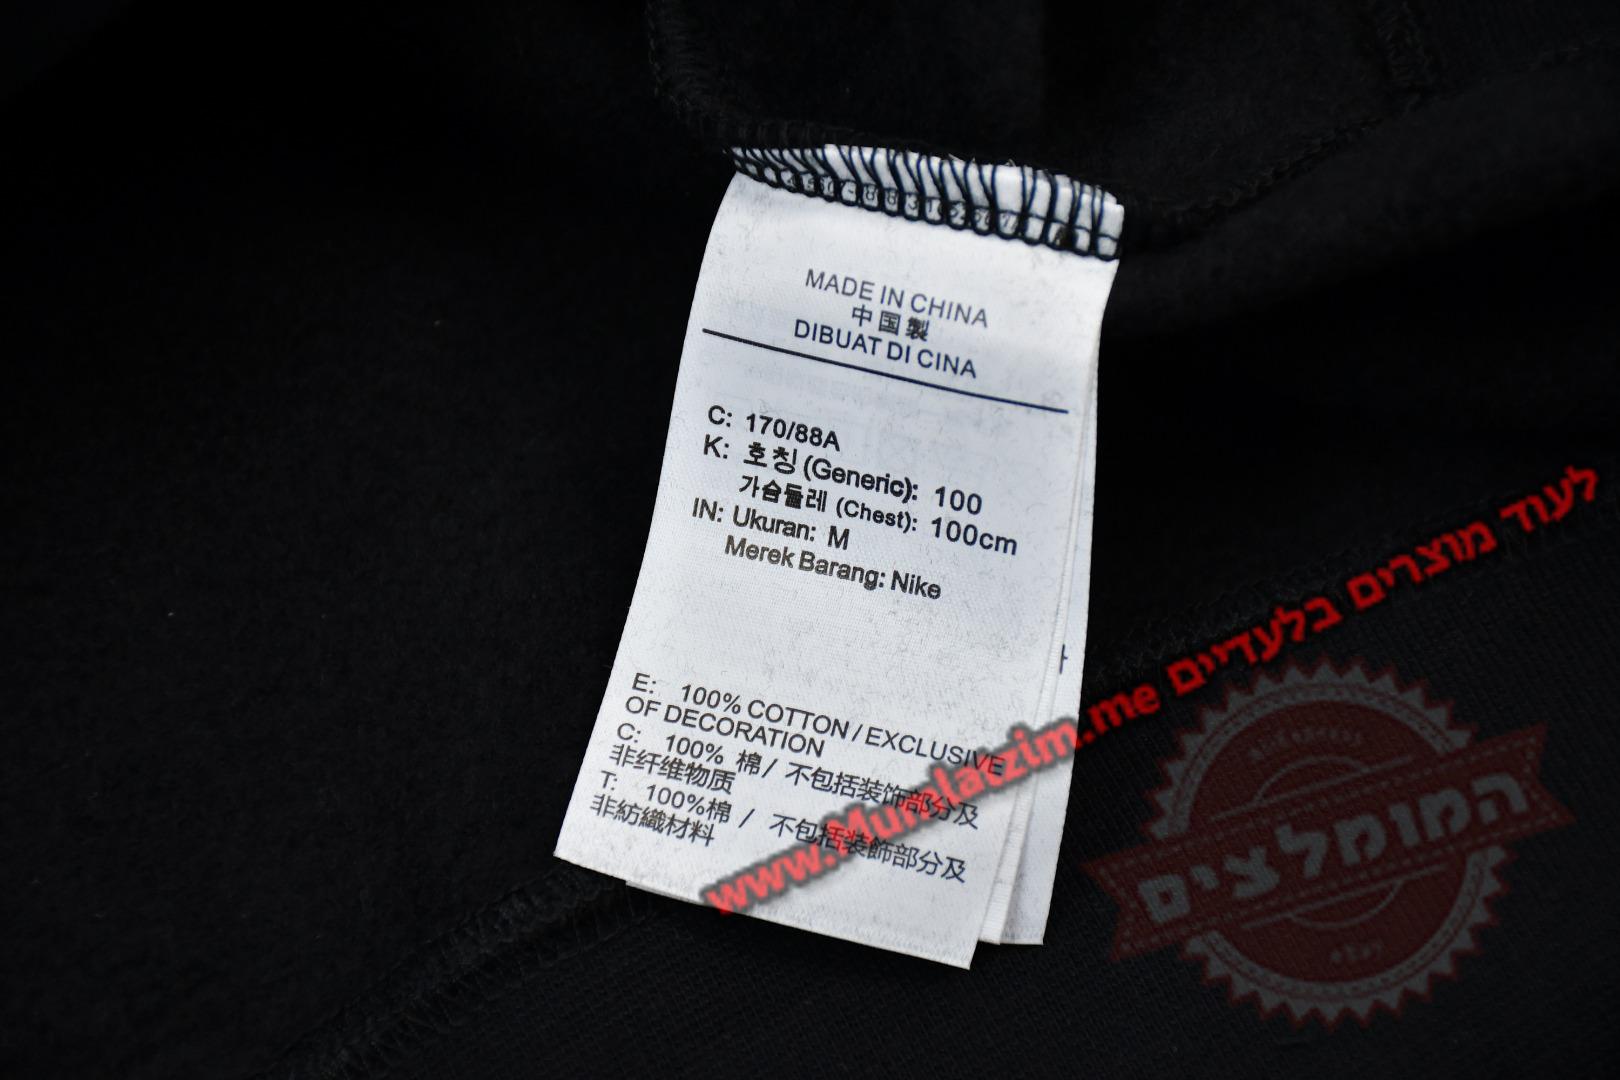 MADE IN CHINA
中国製
DIBUAT DI CINA
C: 170/88A
K: 호칭 (Generic): 100
가슴둘레 (Chest): 100cm
IN: Ukuran: M
Merek Barang: Nike
E: 100% COTTON / EXCLUSIVE
OF DECORATION
C: 100% 棉 / 不包括装饰部分及
非纤维物质
T: 100%棉 / 不包括装飾部分及
非紡織材料
www.Mumlatzim.me לעוד מוצרים בלעדיים
המומלצים